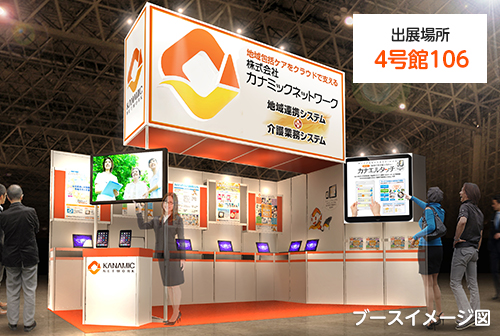 出展場所
4号館106
地域包括ケアをクラウドで支える
株式会社
カナミックネットワーク
地域連携システム
+
介護業務システム
KANAMIC
カナエルタッチ
KANAMIC
NETWORK
ブースイメージ図